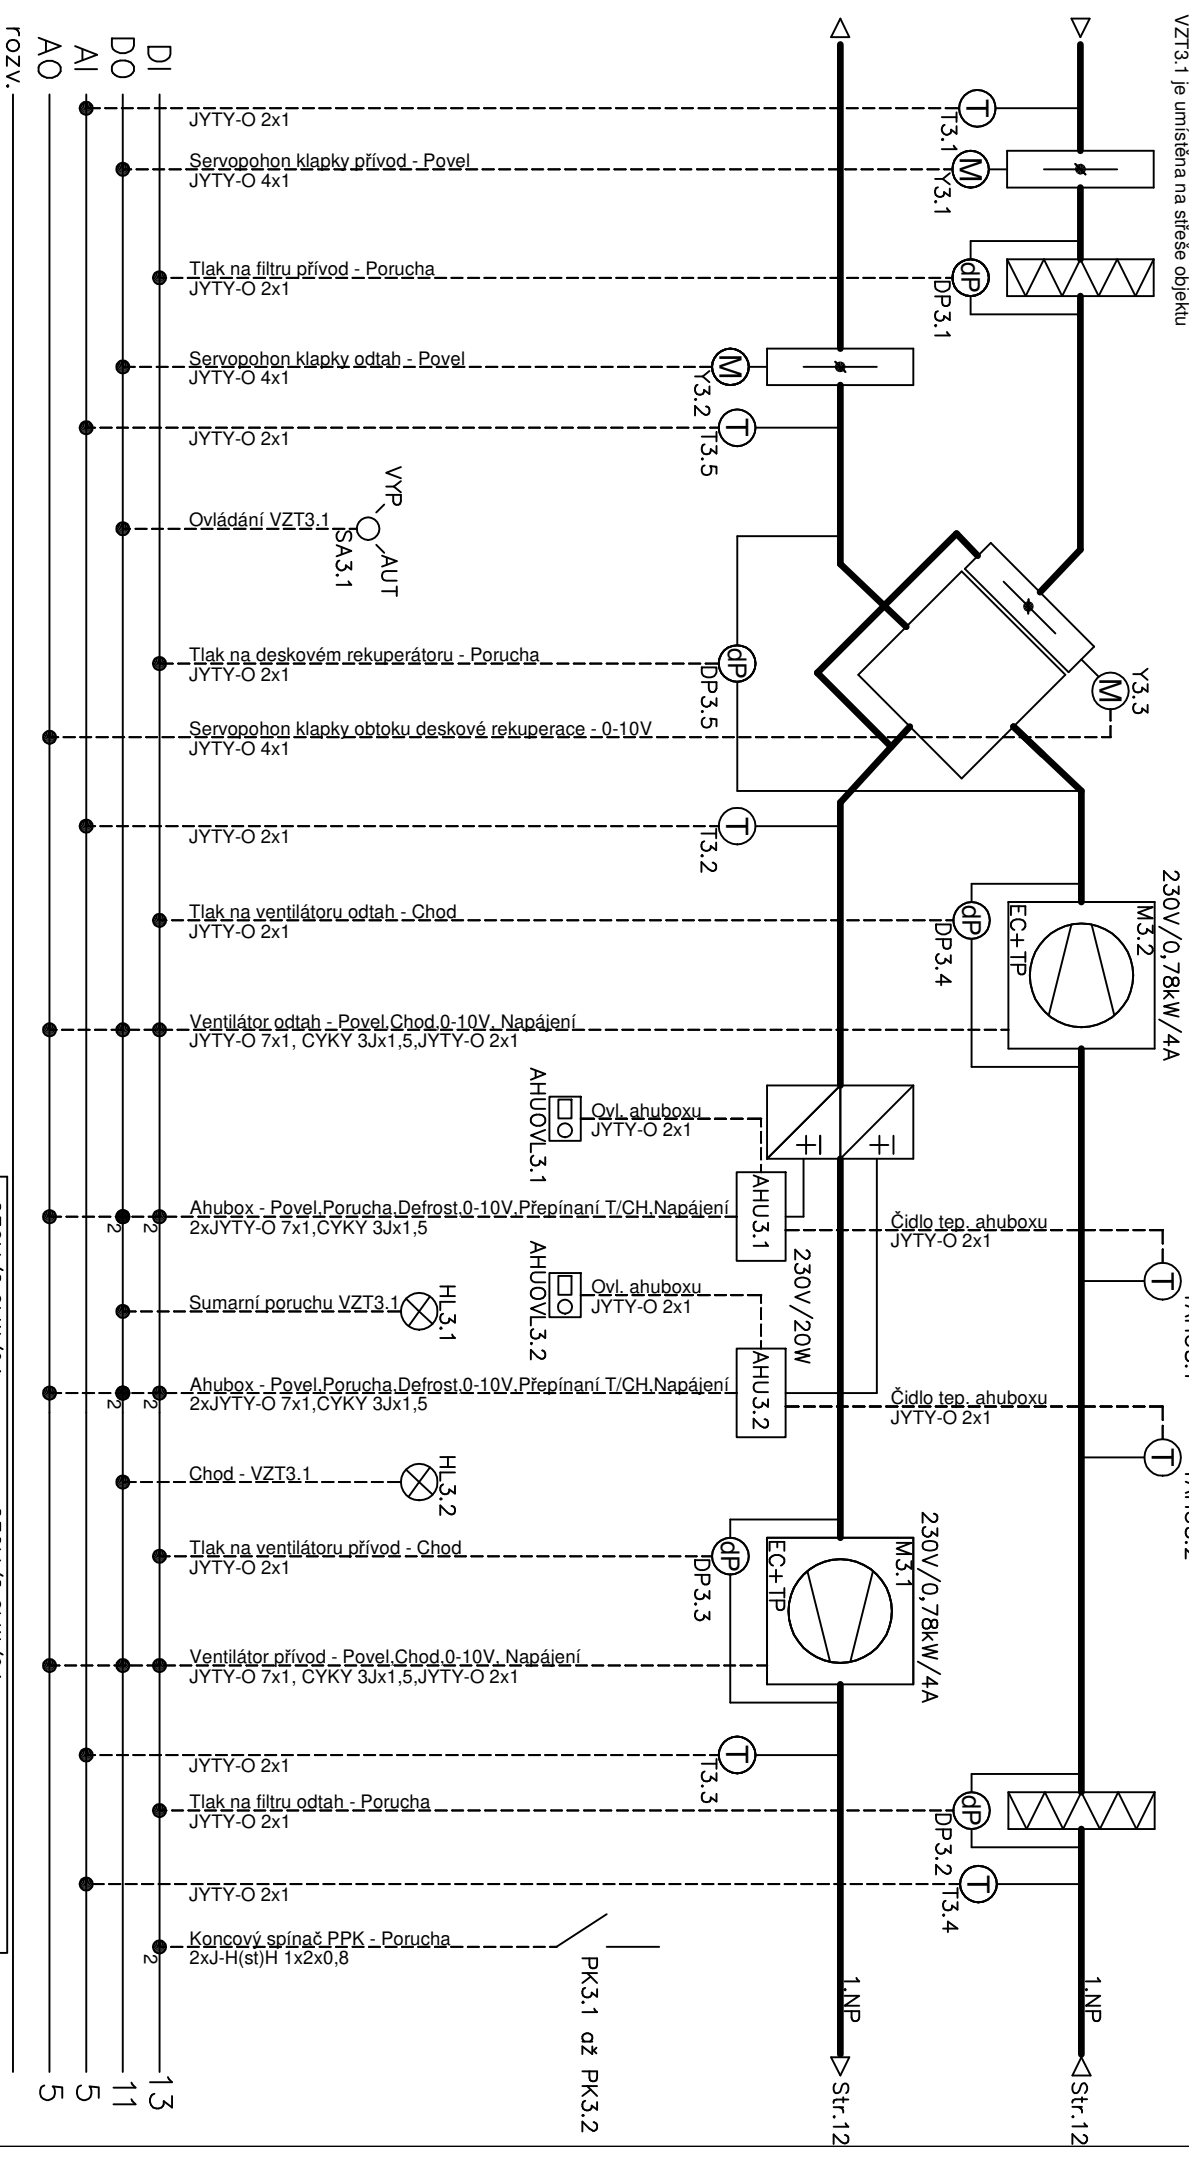 VZT3.1 je umístěna na střeše objektu
T3.1
JYTY-O 2x1
Y3.1
M
Servopohon klapky přívod - Povel
JYTY-O 4x1
dP
DP3.1
Tlak na filtru přívod - Porucha
JYTY-O 2x1
M
Y3.2
Servopohon klapky odtah - Povel
JYTY-O 4x1
T
T3.5
JYTY-O 2x1
VYP
AUT
SA3.1
Ovládání VZT3.1
dP
DP3.5
Tlak na deskovém rekuperátoru - Porucha
JYTY-O 2x1
Y3.3
M
Servopohon klapky obtoku deskové rekuperace - 0-10V
JYTY-O 4x1
T
T3.2
JYTY-O 2x1
230V/0,78kW/4A
M3.2
EC+TP
dP
DP3.4
Tlak na ventilátoru odtah - Chod
JYTY-O 2x1
Ventilátor odtah - Povel,Chod,0-10V, Napájení
JYTY-O 7x1, CYKY 3Jx1,5,JYTY-O 2x1
AHUOVL3.1
Ovl. ahuboxu
JYTY-O 2x1
AHU3.1
Čidlo tep. ahuboxu
JYTY-O 2x1
T
Ahubox - Povel,Porucha,Defrost,0-10V,Přepínaní T/CH,Napájení
2xJYTY-O 7x1,CYKY 3Jx1,5
2
2
230V/20W
AHUOVL3.2
Ovl. ahuboxu
JYTY-O 2x1
HL3.1
Sumarní poruchu VZT3.1
AHU3.2
Čidlo tep. ahuboxu
JYTY-O 2x1
T
Ahubox - Povel,Porucha,Defrost,0-10V,Přepínaní T/CH,Napájení
2xJYTY-O 7x1,CYKY 3Jx1,5
2
2
HL3.2
Chod - VZT3.1
230V/0,78kW/4A
M3.1
EC+TP
dP
DP3.3
Tlak na ventilátoru přívod - Chod
JYTY-O 2x1
Ventilátor přívod - Povel,Chod,0-10V, Napájení
JYTY-O 7x1, CYKY 3Jx1,5,JYTY-O 2x1
T
T3.3
JYTY-O 2x1
dP
DP3.2
Tlak na filtru odtah - Porucha
JYTY-O 2x1
T
T3.4
JYTY-O 2x1
Koncový spínač PPK - Porucha
2xJ-H(st)H 1x2x0,8
2
PK3.1 až PK3.2
1.NP
Str.12
1.NP
Str.12
DI
13
DO
11
AI
5
AO
5
rozv.